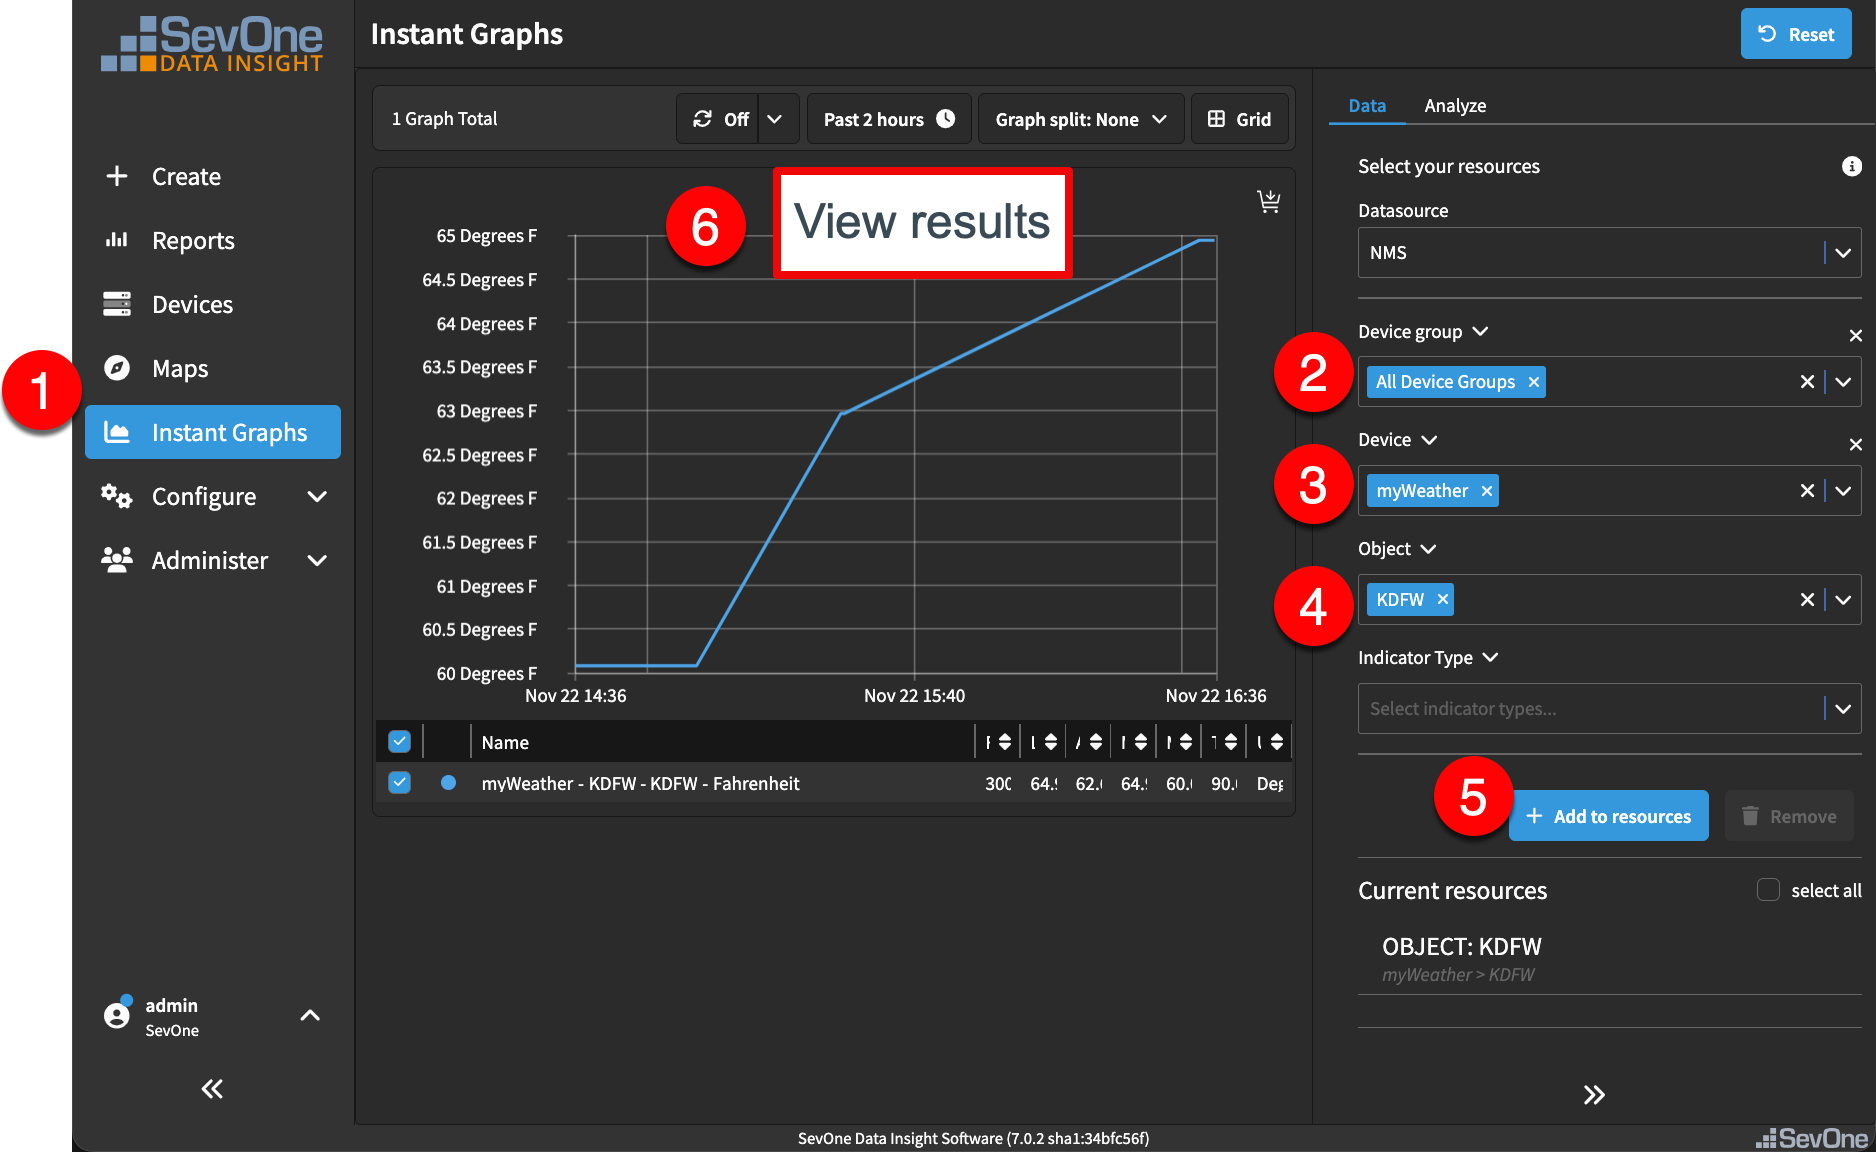 SevOne
DATA INSIGHT
Create
Reports
Devices
Maps
1
Instant Graphs
Configure
Administer
admin
SevOne
Instant Graphs
Reset
1 Graph Total
Off
Past 2 hours
Graph split: None
Grid
6
View results
65 Degrees F
64.5 Degrees F
64 Degrees F
63.5 Degrees F
63 Degrees F
62.5 Degrees F
62 Degrees F
61.5 Degrees F
61 Degrees F
60.5 Degrees F
60 Degrees F
Nov 22 14:36 Nov 22 15:40 Nov 22 16:36
Name
myWeather - KDFW - KDFW - Fahrenheit 300 64.9 62. 64. 60. 90. Deg
Data Analyze
Select your resources
Datasource
NMS
Device group
2
All Device Groups
Device
3
myWeather
Object
4
KDFW
Indicator Type
Select indicator types...
5
Add to resources
Remove
Current resources
select all
OBJECT: KDFW
myWeather > KDFW
SevOne Data Insight Software (7.0.2 sha1:34bfc56f)
SevOne